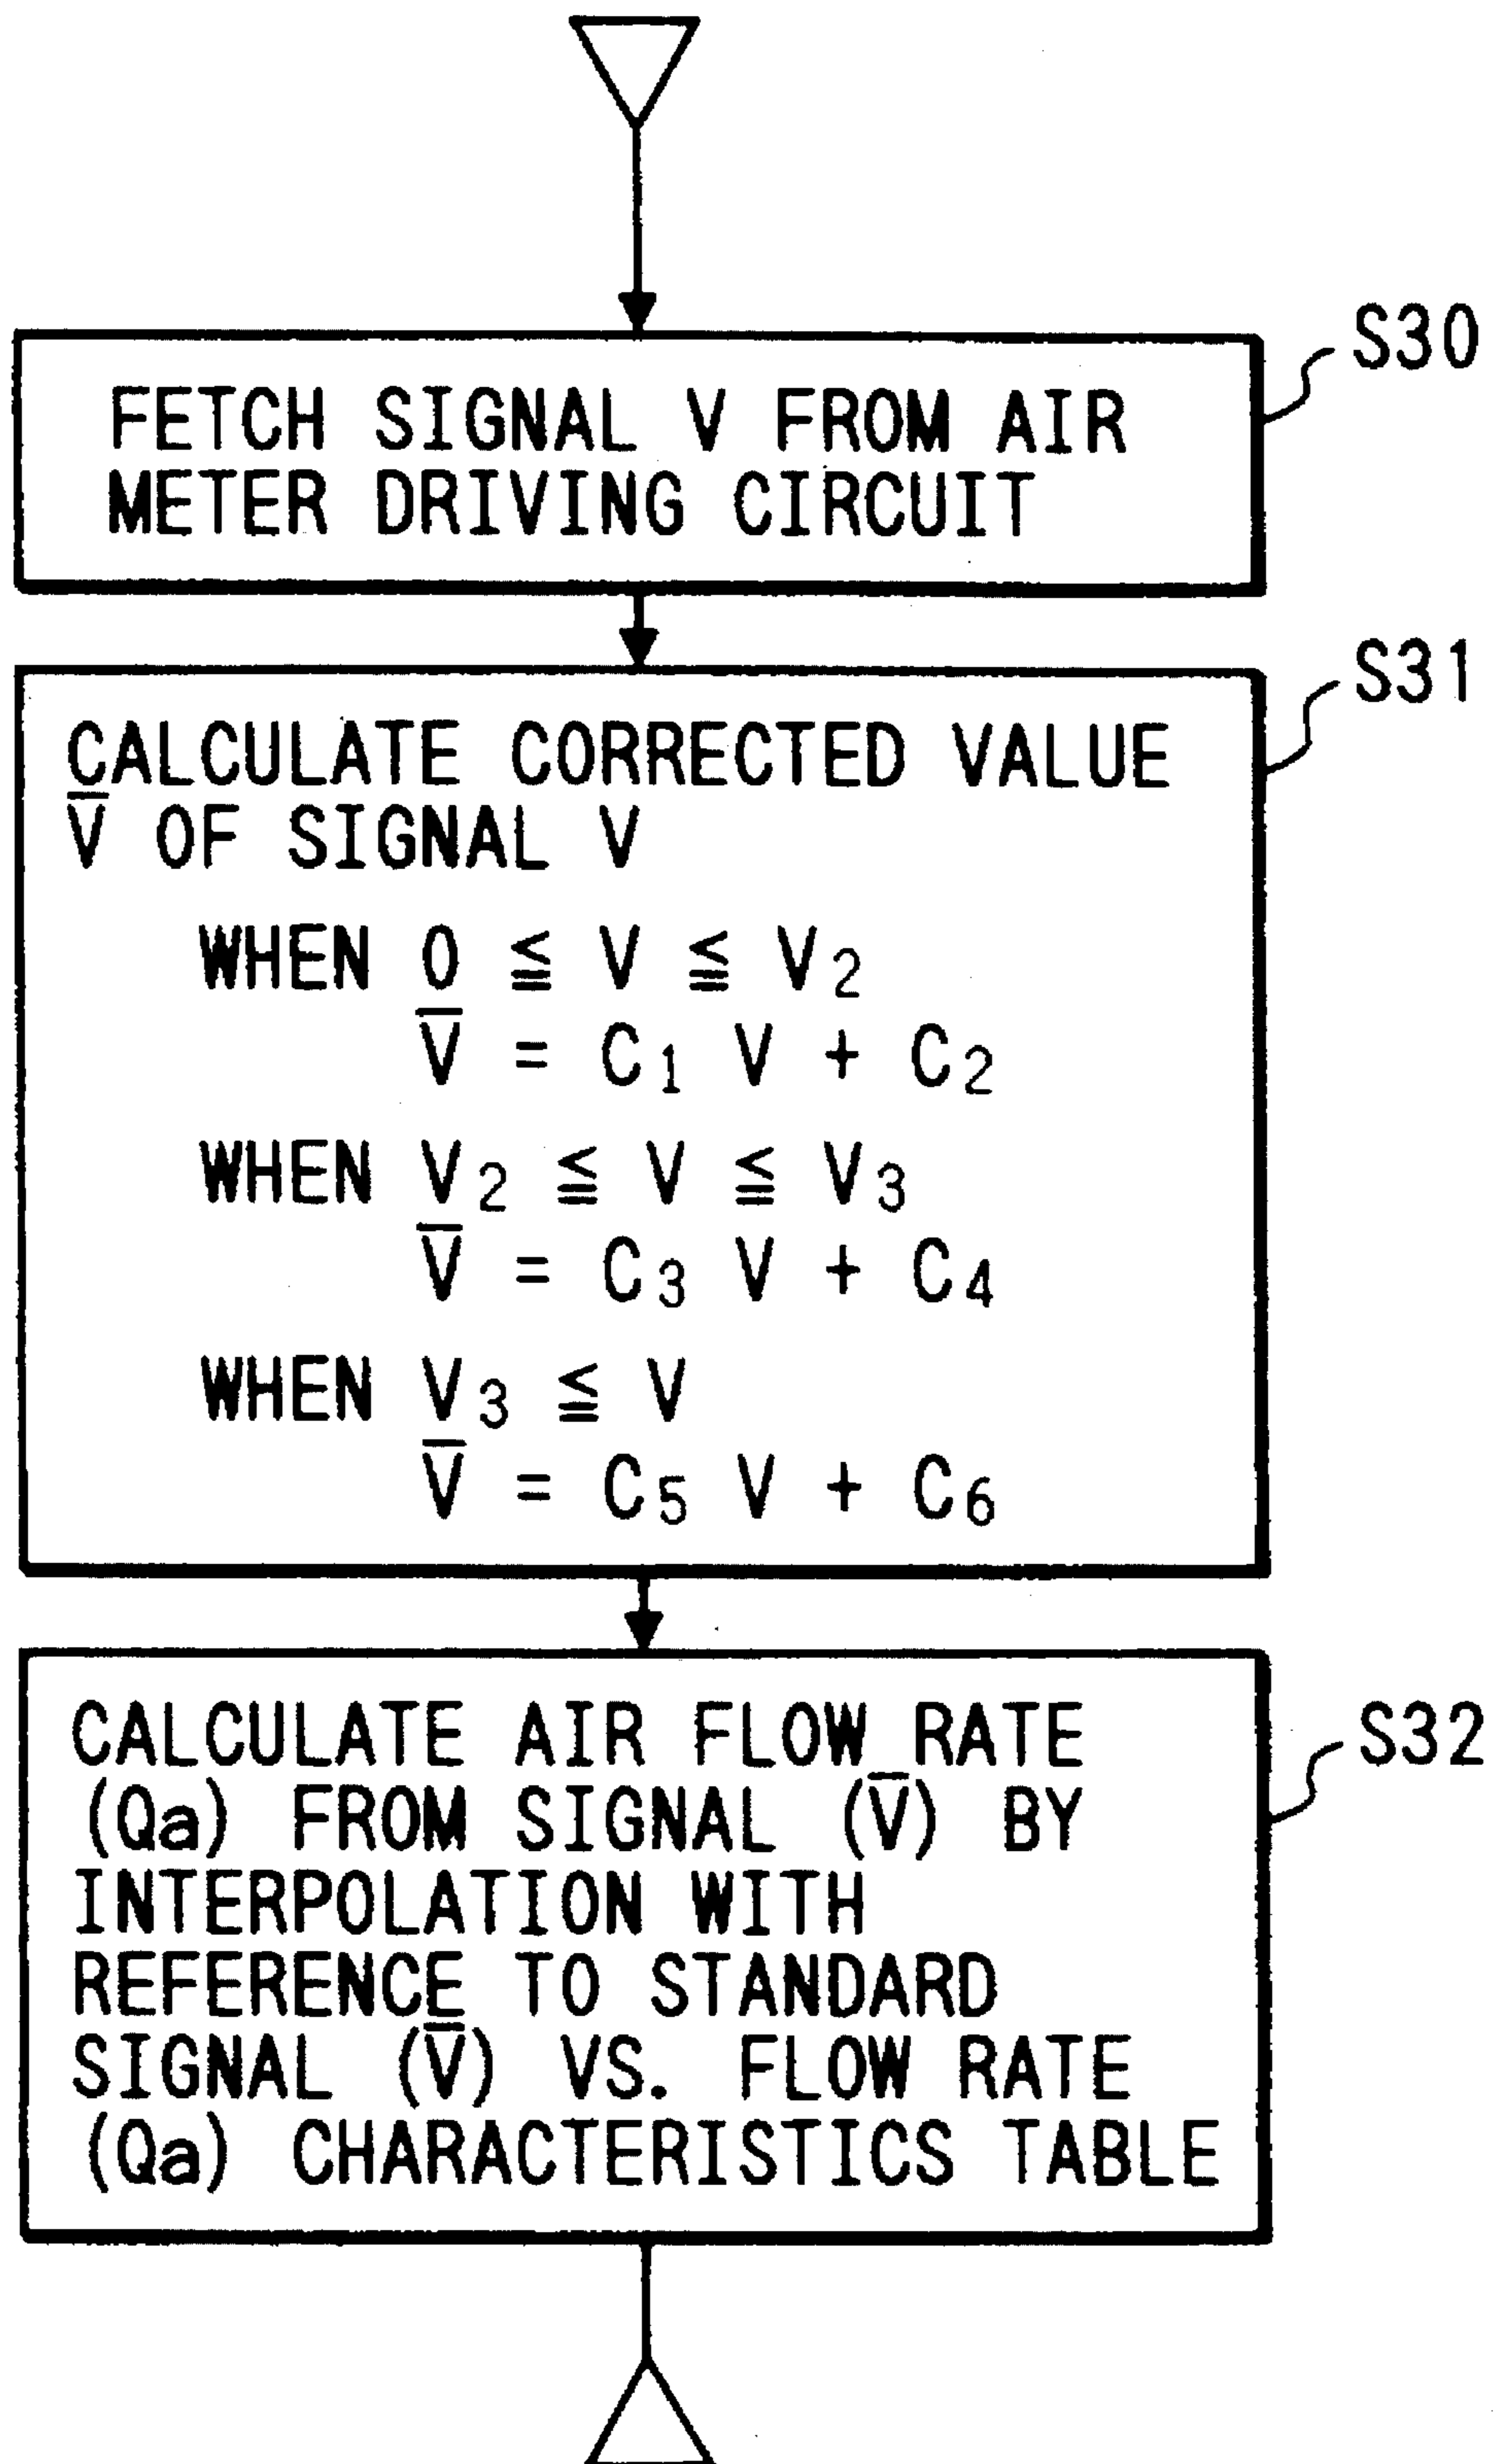 S30
FETCH SIGNAL V FROM AIR
METER DRIVING CIRCUIT
S31
CALCULATE CORRECTED VALUE
V̅ OF SIGNAL V
WHEN 0 ≦ V ≦ V₂
V̅ = C₁ V + C₂
WHEN V₂ ≦ V ≦ V₃
V̅ = C₃ V + C₄
WHEN V₃ ≦ V
V̅ = C₅ V + C₆
S32
CALCULATE AIR FLOW RATE
(Qa) FROM SIGNAL (V̅) BY
INTERPOLATION WITH
REFERENCE TO STANDARD
SIGNAL (V̅) VS. FLOW RATE
(Qa) CHARACTERISTICS TABLE